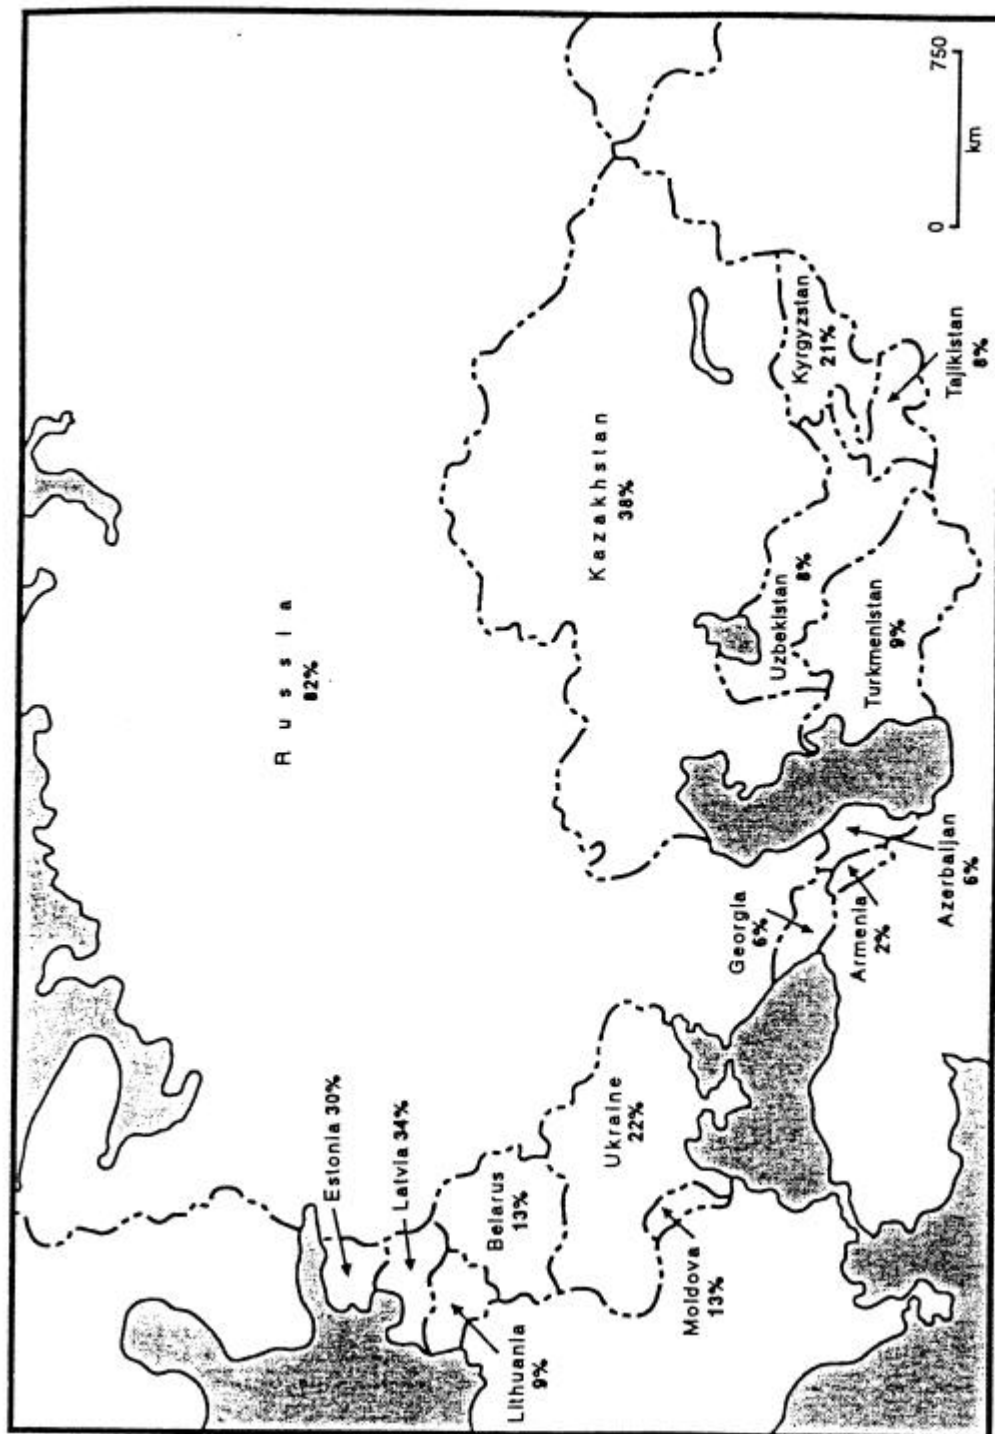 Russia
82%
Estonia 30%
Latvia 34%
Lithuania
9%
Belarus
13%
Ukraine
22%
Moldova
13%
Georgia
6%
Armenia
2%
Azerbaijan
6%
Kazakhstan
38%
Uzbekistan
8%
Turkmenistan
9%
Kyrgyzstan
21%
Tajikistan
8%
0
750
km